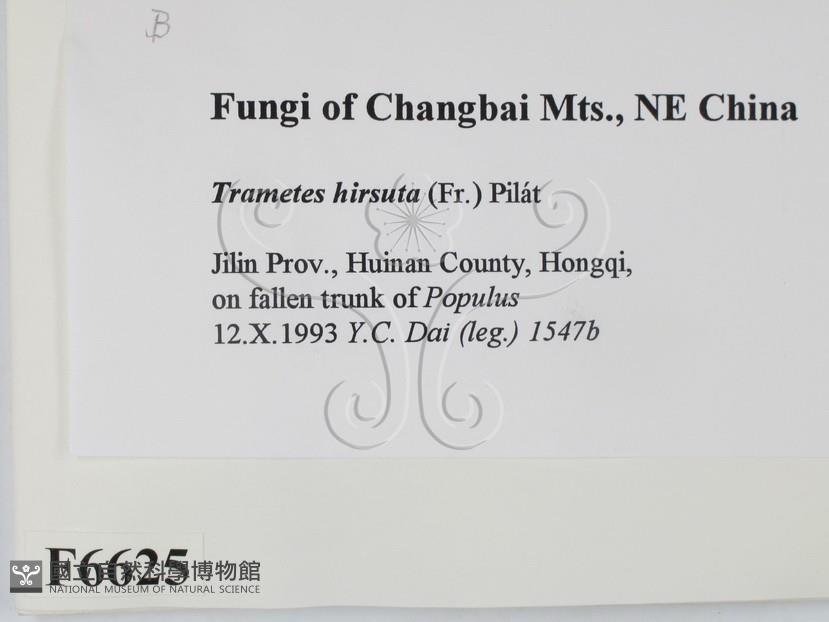 B
Fungi of Changbai Mts., NE China
Trametes hirsuta (Fr.) Pilát
Jilin Prov., Huinan County, Hongqi,
on fallen trunk of Populus
12.X.1993 Y.C. Dai (leg.) 1547b
F6625
國立自然科學博物館
NATIONAL MUSEUM OF NATURAL SCIENCE